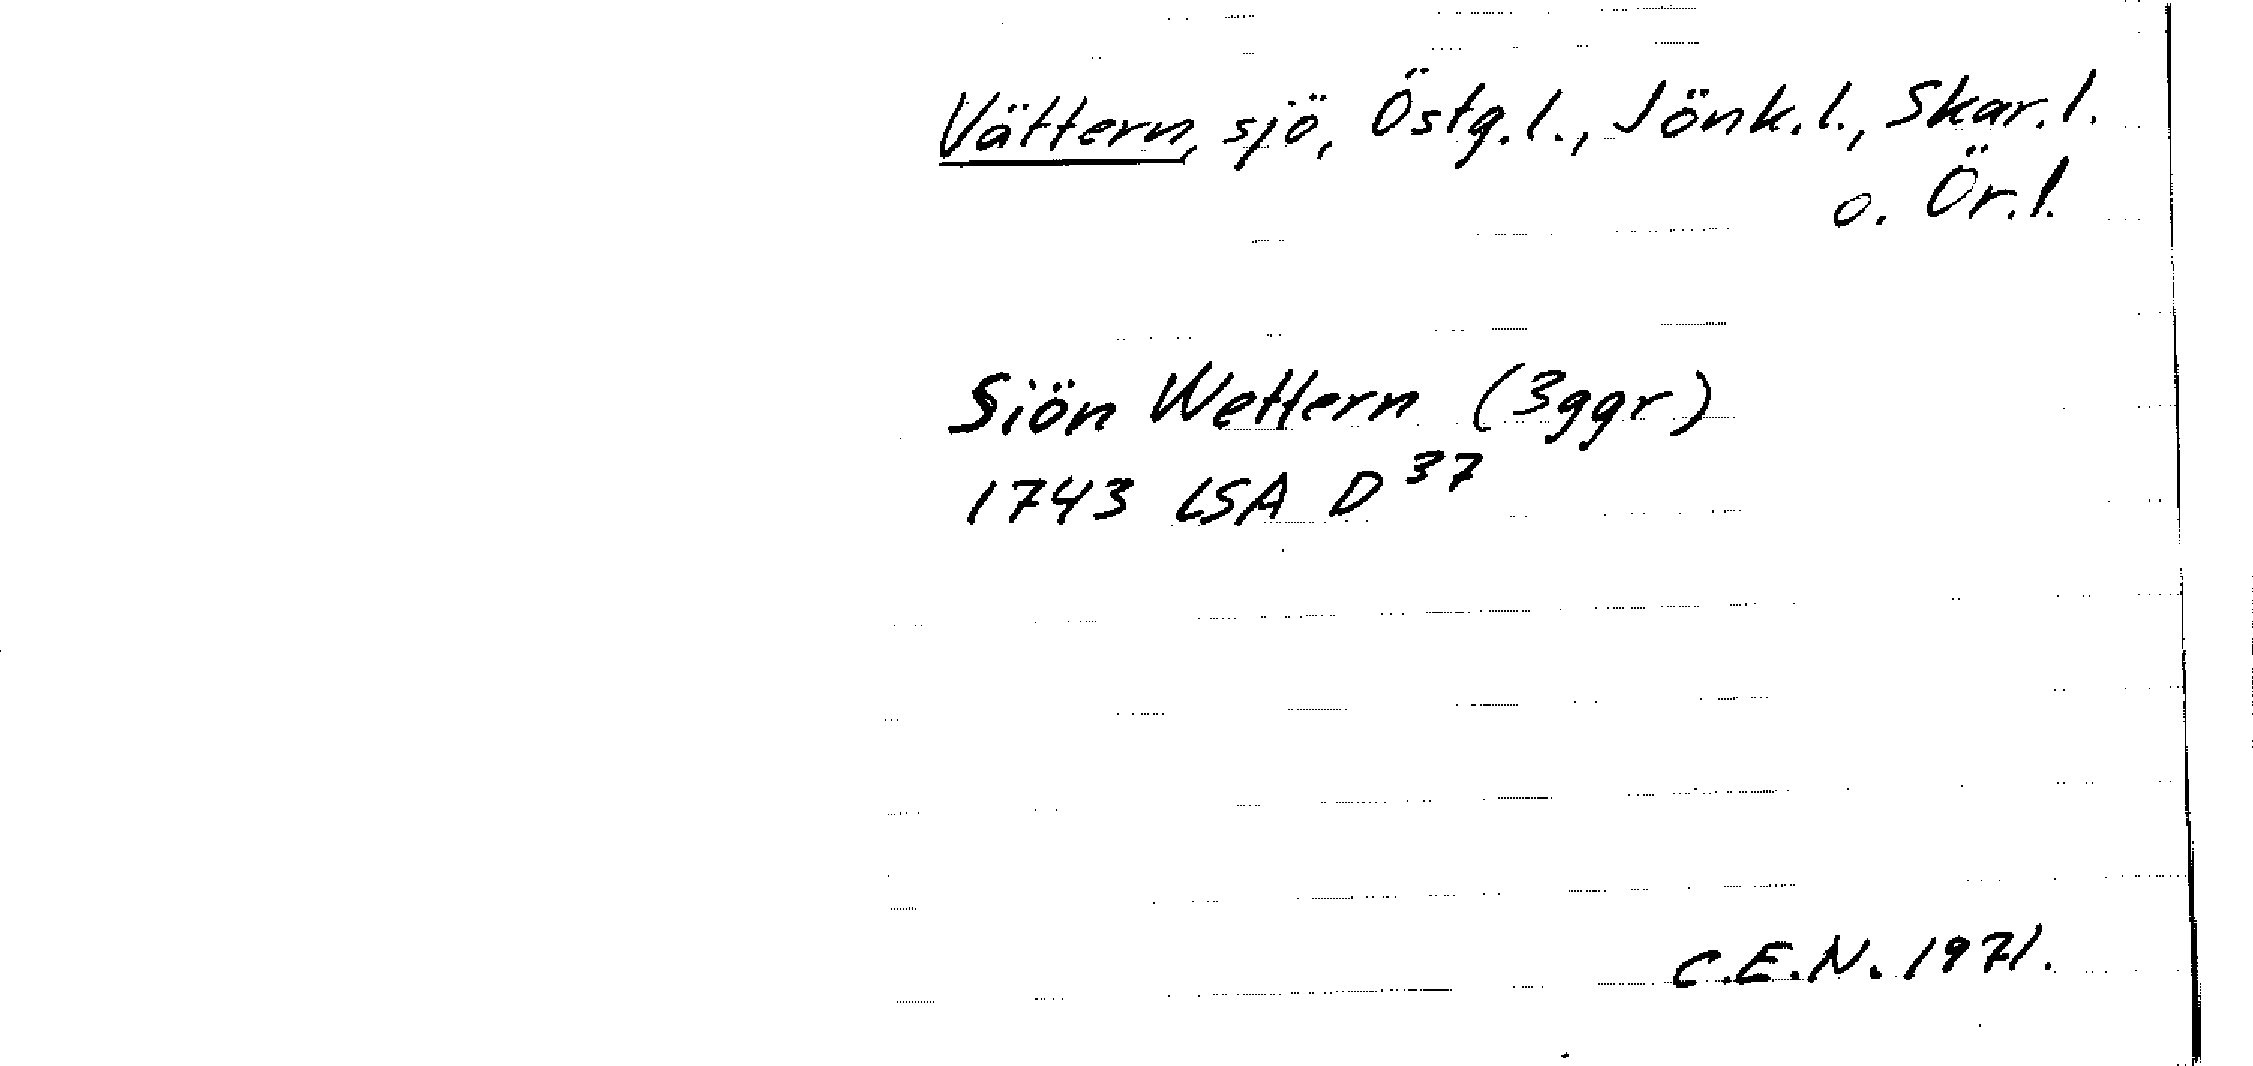 Vättern, sjö, Östg.l., Jönk.l., Skar.l.
o. Ör.l.
Siön Wettern (3ggr)
1743 LSA D 37
C.E.N. 1971.